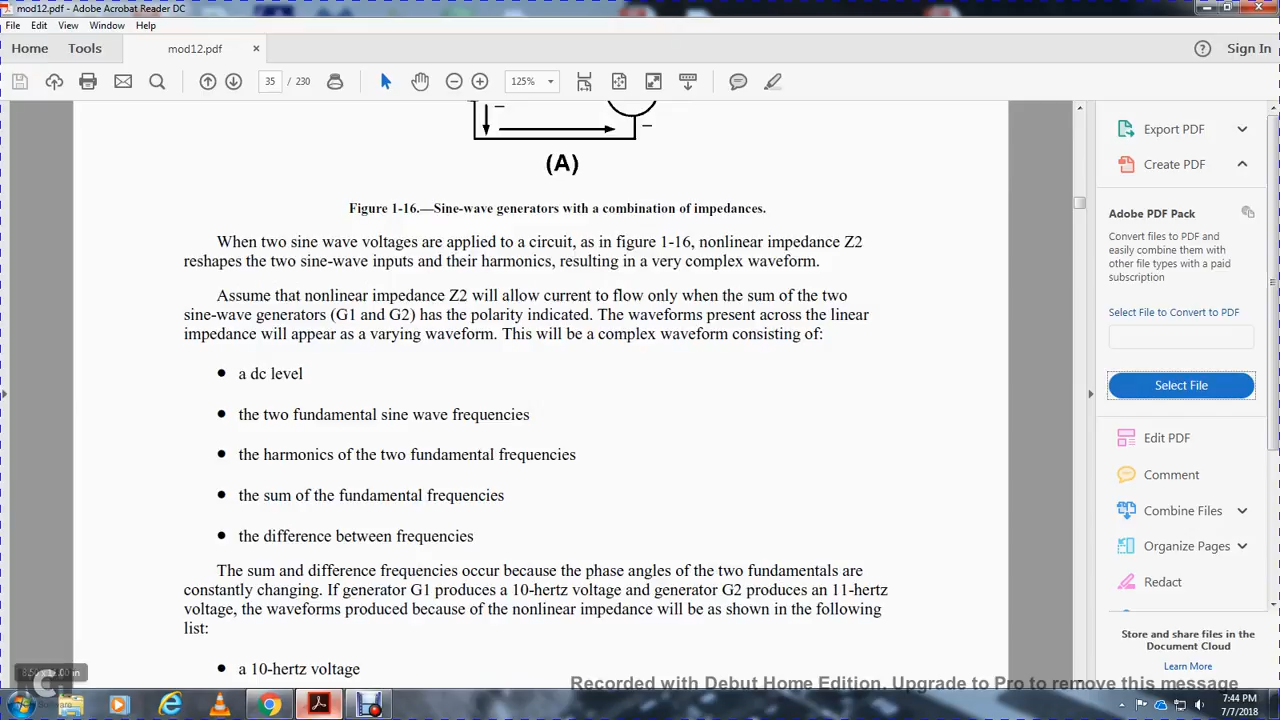 mod12.pdf - Adobe Acrobat Reader DC
File Edit View Window Help
Home Tools mod12.pdf × Sign In
35 / 230 125%
–
–
(A)
Figure 1-16.—Sine-wave generators with a combination of impedances.
When two sine wave voltages are applied to a circuit, as in figure 1-16, nonlinear impedance Z2
reshapes the two sine-wave inputs and their harmonics, resulting in a very complex waveform.
Assume that nonlinear impedance Z2 will allow current to flow only when the sum of the two
sine-wave generators (G1 and G2) has the polarity indicated. The waveforms present across the linear
impedance will appear as a varying waveform. This will be a complex waveform consisting of:
• a dc level
• the two fundamental sine wave frequencies
• the harmonics of the two fundamental frequencies
• the sum of the fundamental frequencies
• the difference between frequencies
The sum and difference frequencies occur because the phase angles of the two fundamentals are
constantly changing. If generator G1 produces a 10-hertz voltage and generator G2 produces an 11-hertz
voltage, the waveforms produced because of the nonlinear impedance will be as shown in the following
list:
• a 10-hertz voltage
Export PDF
Create PDF
Adobe PDF Pack
Convert files to PDF and
easily combine them with
other file types with a paid
subscription
Select File to Convert to PDF
Select File
Edit PDF
Comment
Combine Files
Organize Pages
Redact
Store and share files in the
Document Cloud
Learn More
Recorded with Debut Home Edition. Upgrade to Pro to remove this message
7:44 PM
7/7/2018